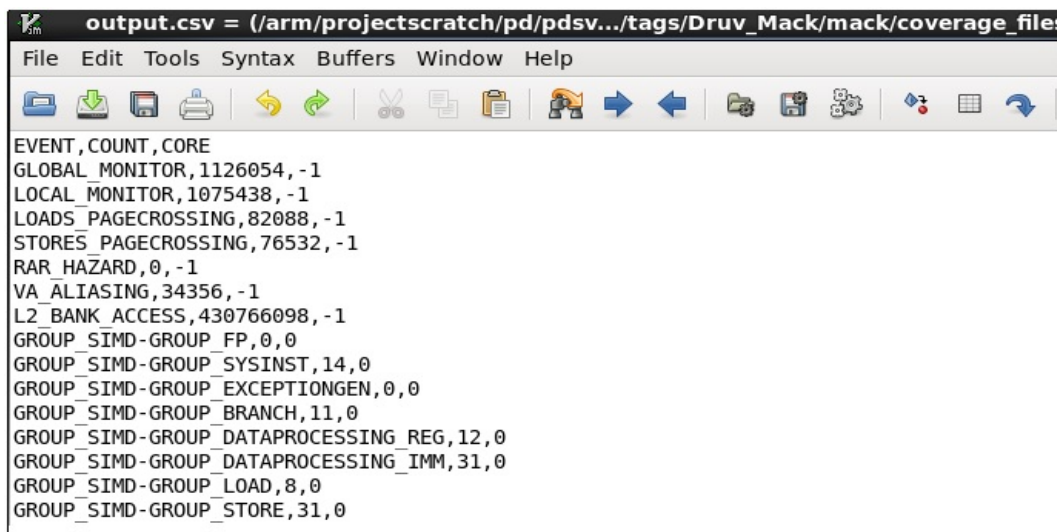 output.csv = (/arm/projectscratch/pd/pdsv.../tags/Druv_Mack/mack/coverage_files
File Edit Tools Syntax Buffers Window Help
EVENT,COUNT,CORE
GLOBAL_MONITOR,1126054,-1
LOCAL_MONITOR,1075438,-1
LOADS_PAGECROSSING,82088,-1
STORES_PAGECROSSING,76532,-1
RAR_HAZARD,0,-1
VA_ALIASING,34356,-1
L2_BANK_ACCESS,430766098,-1
GROUP_SIMD-GROUP_FP,0,0
GROUP_SIMD-GROUP_SYSINST,14,0
GROUP_SIMD-GROUP_EXCEPTIONGEN,0,0
GROUP_SIMD-GROUP_BRANCH,11,0
GROUP_SIMD-GROUP_DATAPROCESSING_REG,12,0
GROUP_SIMD-GROUP_DATAPROCESSING_IMM,31,0
GROUP_SIMD-GROUP_LOAD,8,0
GROUP_SIMD-GROUP_STORE,31,0